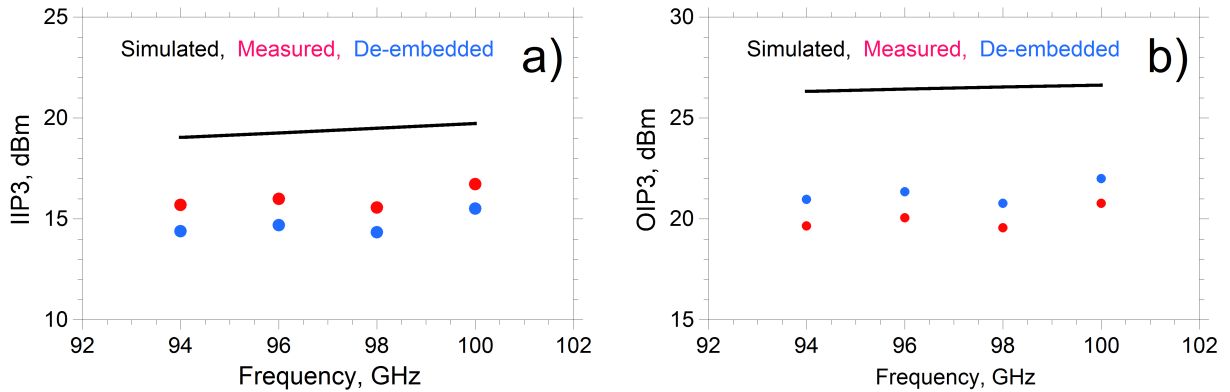 25
Simulated, Measured, De-embedded
a)
20
15
10
IIP3, dBm
92 94 96 98 100 102
Frequency, GHz
30
Simulated, Measured, De-embedded
b)
25
20
15
OIP3, dBm
92 94 96 98 100 102
Frequency, GHz